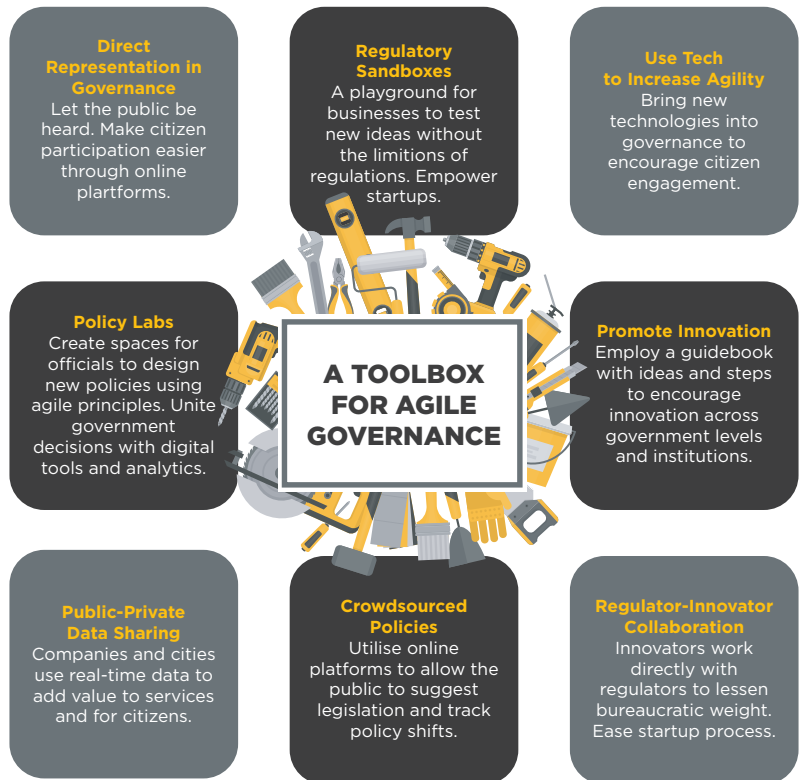 Direct
Representation in
Governance
Let the public be
heard. Make citizen
participation easier
through online
plartforms.
Regulatory
Sandboxes
A playground for
businesses to test
new ideas without
the limitions of
regulations. Empower
startups.
Use Tech
to Increase Agility
Bring new
technologies into
governance to
encourage citizen
engagement.
Policy Labs
Create spaces for
officials to design
new policies using
agile principles. Unite
government
decisions with digital
tools and analytics.
A TOOLBOX
FOR AGILE
GOVERNANCE
Promote Innovation
Employ a guidebook
with ideas and steps
to encourage
innovation across
government levels
and institutions.
Public-Private
Data Sharing
Companies and cities
use real-time data to
add value to services
and for citizens.
Crowdsourced
Policies
Utilise online
platforms to allow the
public to suggest
legislation and track
policy shifts.
Regulator-Innovator
Collaboration
Innovators work
directly with
regulators to lessen
bureaucratic weight.
Ease startup process.